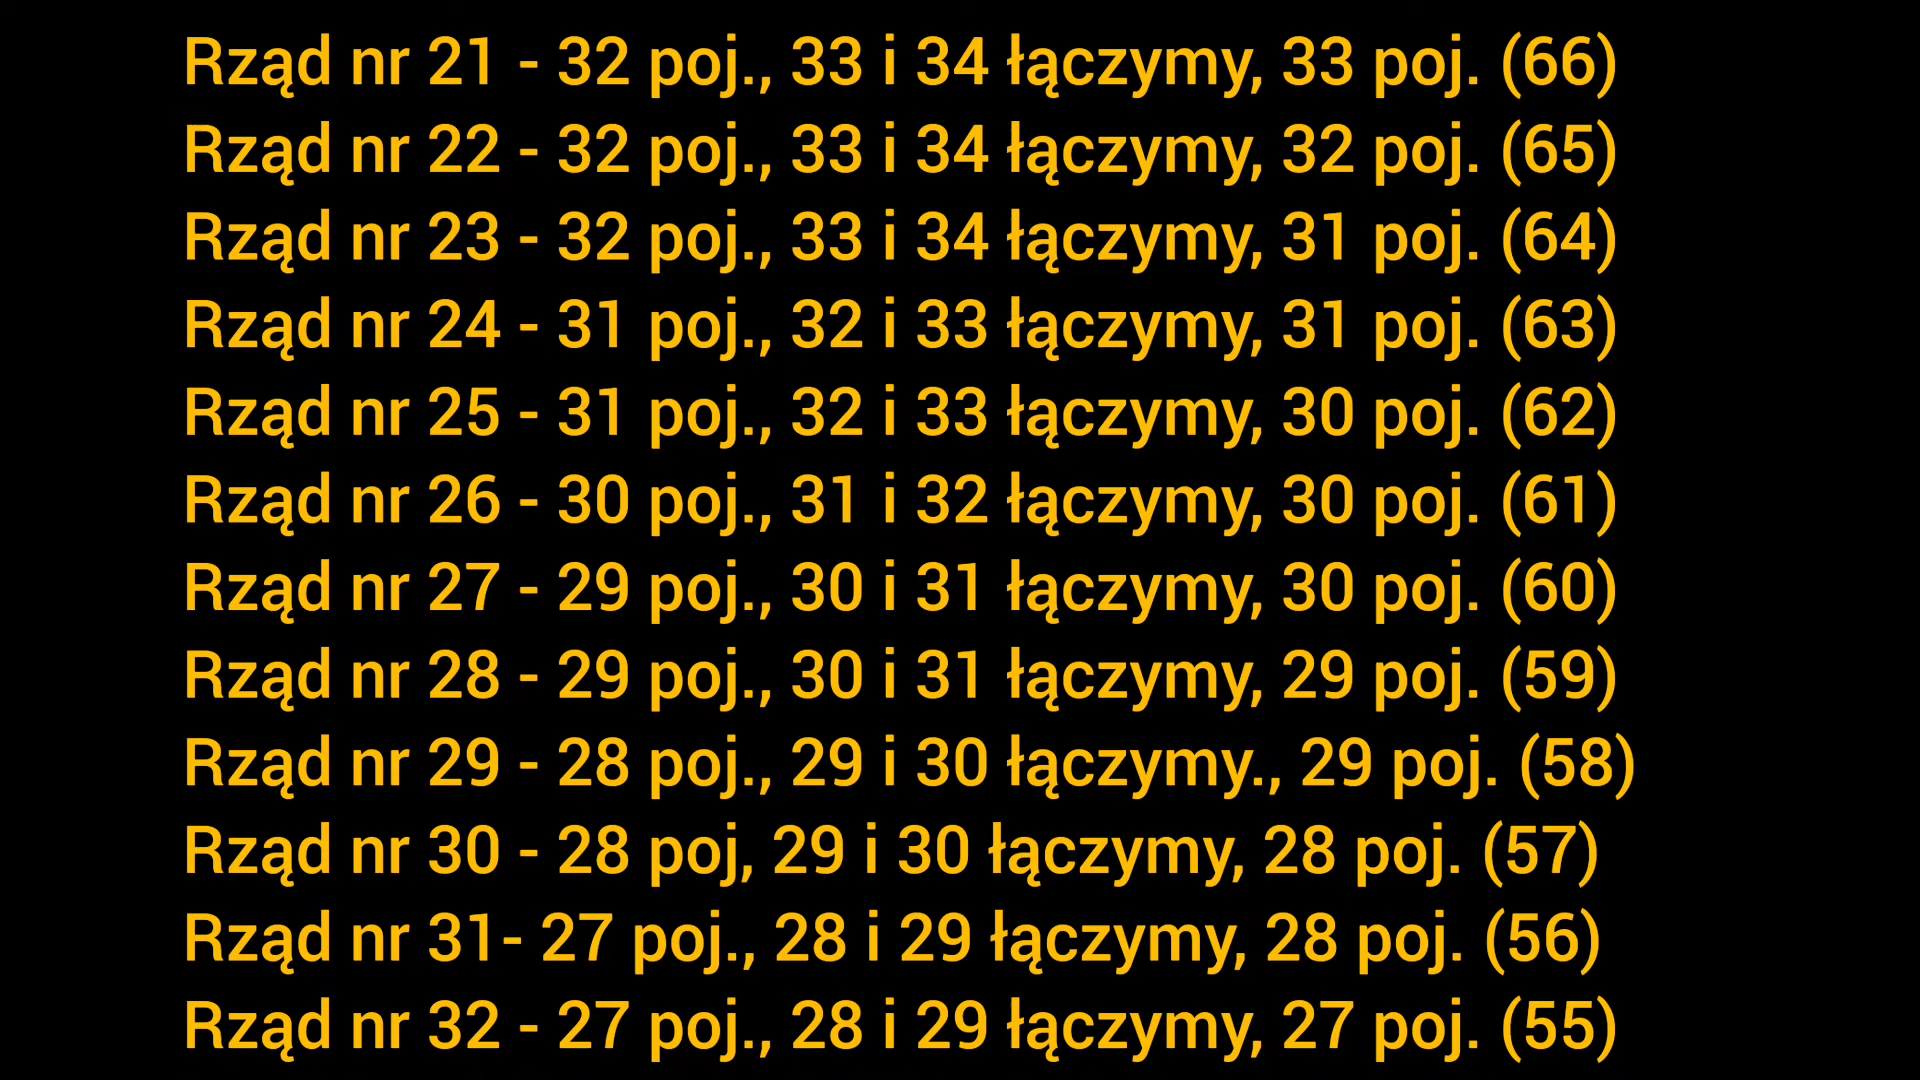 Rząd nr 21 - 32 poj., 33 i 34 łączymy, 33 poj. (66)
Rząd nr 22 - 32 poj., 33 i 34 łączymy, 32 poj. (65)
Rząd nr 23 - 32 poj., 33 i 34 łączymy, 31 poj. (64)
Rząd nr 24 - 31 poj., 32 i 33 łączymy, 31 poj. (63)
Rząd nr 25 - 31 poj., 32 i 33 łączymy, 30 poj. (62)
Rząd nr 26 - 30 poj., 31 i 32 łączymy, 30 poj. (61)
Rząd nr 27 - 29 poj., 30 i 31 łączymy, 30 poj. (60)
Rząd nr 28 - 29 poj., 30 i 31 łączymy, 29 poj. (59)
Rząd nr 29 - 28 poj., 29 i 30 łączymy., 29 poj. (58)
Rząd nr 30 - 28 poj, 29 i 30 łączymy, 28 poj. (57)
Rząd nr 31- 27 poj., 28 i 29 łączymy, 28 poj. (56)
Rząd nr 32 - 27 poj., 28 i 29 łączymy, 27 poj. (55)